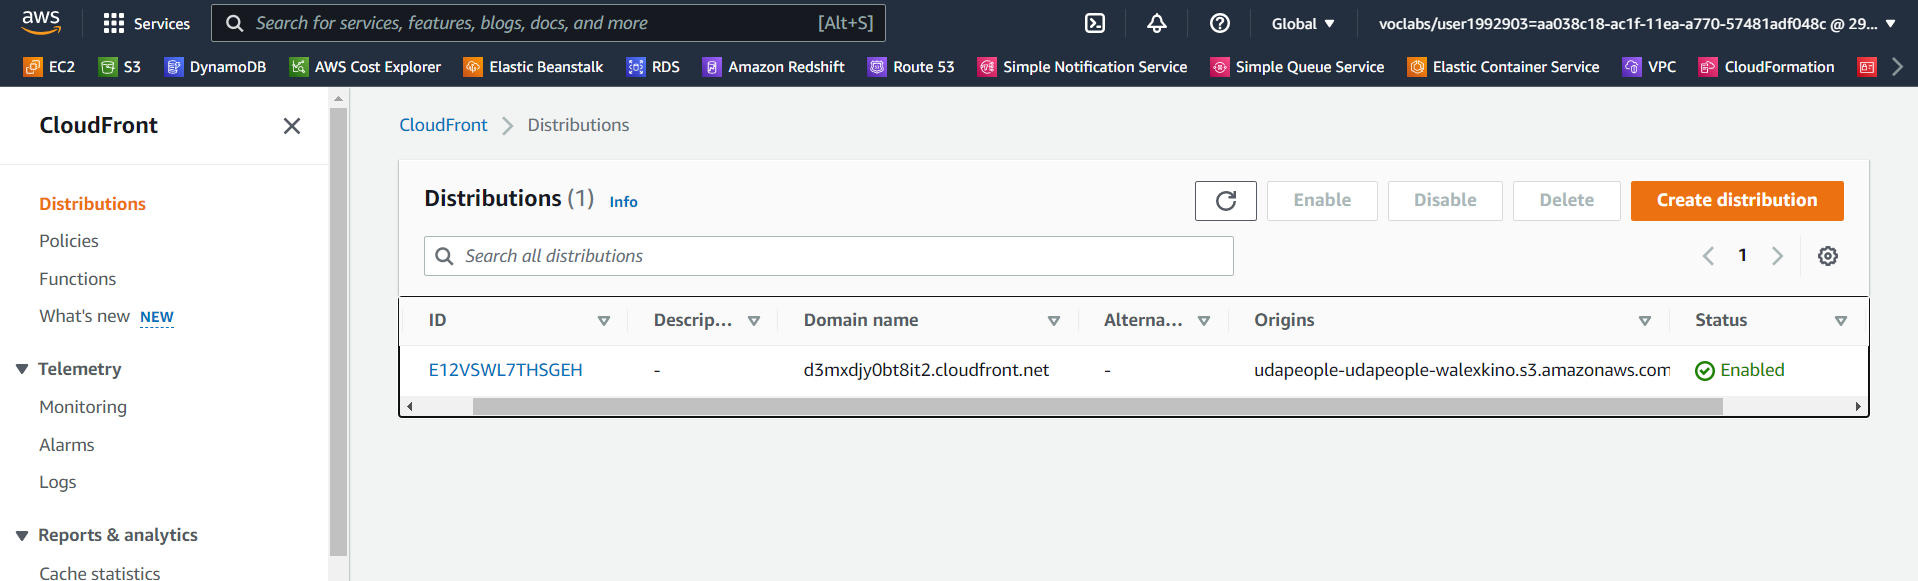 aws
Services
Search for services, features, blogs, docs, and more
[Alt+S]
Global
voclabs/user1992903=aa038c18-ac1f-11ea-a770-57481adf048c @ 29...
EC2
S3
DynamoDB
AWS Cost Explorer
Elastic Beanstalk
RDS
Amazon Redshift
Route 53
Simple Notification Service
Simple Queue Service
Elastic Container Service
VPC
CloudFormation
CloudFront
Distributions
Policies
Functions
What's new NEW
Telemetry
Monitoring
Alarms
Logs
Reports & analytics
Cache statistics
CloudFront
Distributions
Distributions (1) Info
Enable
Disable
Delete
Create distribution
Search all distributions
1
ID
Descrip...
Domain name
Alterna...
Origins
Status
E12VSWL7THSGEH
-
d3mxdjy0bt8it2.cloudfront.net
-
udapeople-udapeople-walexkino.s3.amazonaws.com
Enabled